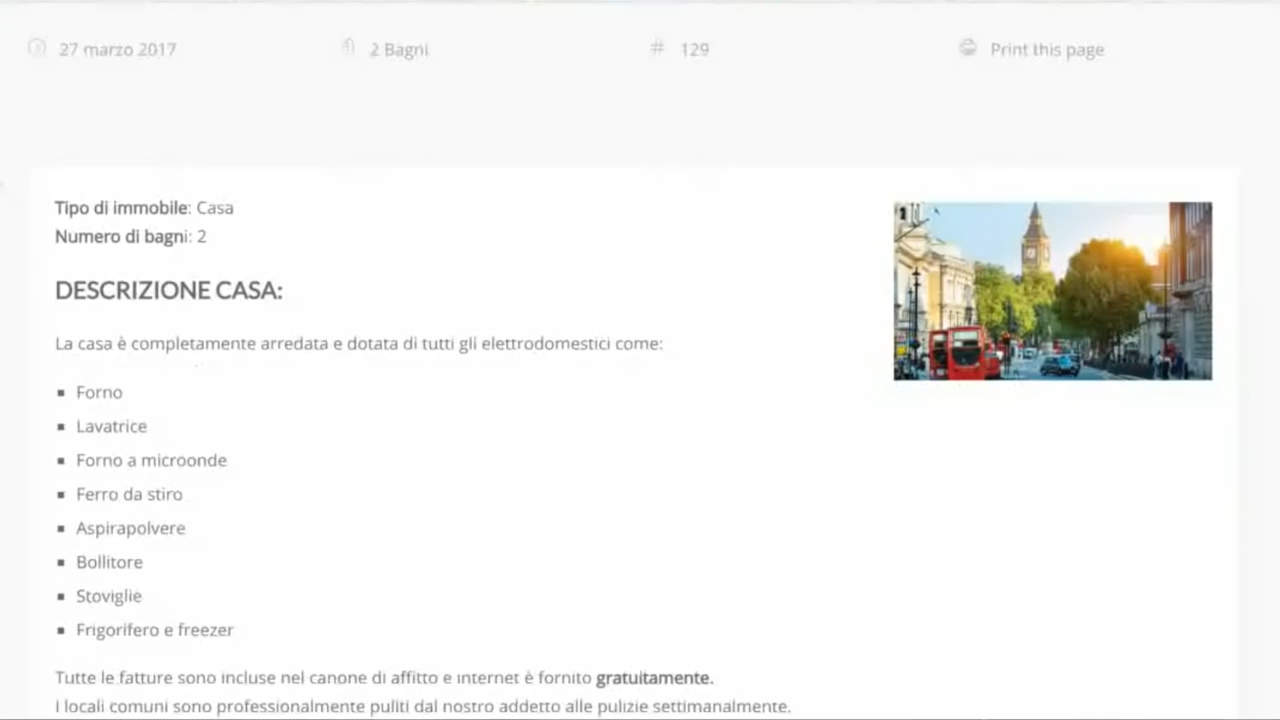 27 marzo 2017 2 Bagni # 129 Print this page
Tipo di immobile: Casa
Numero di bagni: 2
DESCRIZIONE CASA:
La casa è completamente arredata e dotata di tutti gli elettrodomestici come:
▪ Forno
▪ Lavatrice
▪ Forno a microonde
▪ Ferro da stiro
▪ Aspirapolvere
▪ Bollitore
▪ Stoviglie
▪ Frigorifero e freezer
Tutte le fatture sono incluse nel canone di affitto e internet è fornito gratuitamente.
I locali comuni sono professionalmente puliti dal nostro addetto alle pulizie settimanalmente.